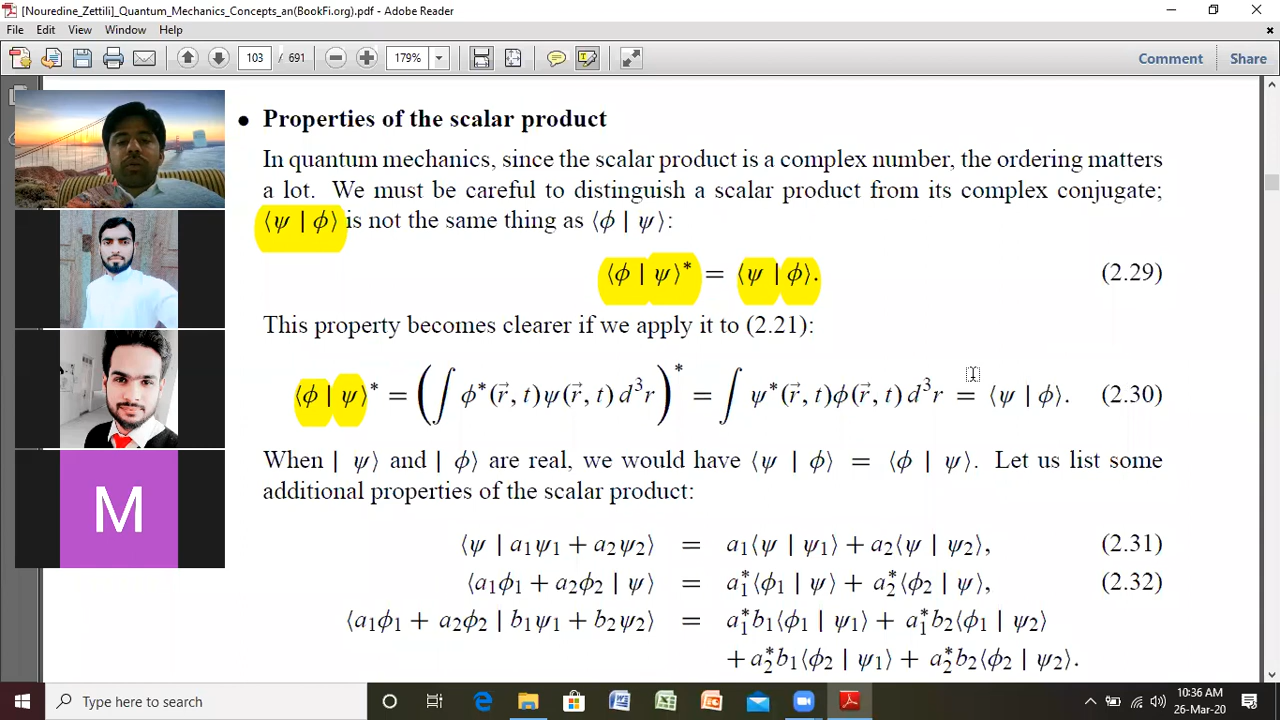 [Nouredine_Zettili]_Quantum_Mechanics_Concepts_an(BookFi.org).pdf - Adobe Reader
File Edit View Window Help
103 / 691 179% Comment Share
• Properties of the scalar product
In quantum mechanics, since the scalar product is a complex number, the ordering matters
a lot. We must be careful to distinguish a scalar product from its complex conjugate;
⟨ψ | ϕ⟩ is not the same thing as ⟨ϕ | ψ⟩:
⟨ϕ | ψ⟩* = ⟨ψ | ϕ⟩. (2.29)
This property becomes clearer if we apply it to (2.21):
⟨ϕ | ψ⟩* = (∫ ϕ*(r⃗, t)ψ(r⃗, t) d³r)* = ∫ ψ*(r⃗, t)ϕ(r⃗, t) d³r = ⟨ψ | ϕ⟩. (2.30)
When | ψ⟩ and | ϕ⟩ are real, we would have ⟨ψ | ϕ⟩ = ⟨ϕ | ψ⟩. Let us list some
additional properties of the scalar product:
M
⟨ψ | a₁ψ₁ + a₂ψ₂⟩ = a₁⟨ψ | ψ₁⟩ + a₂⟨ψ | ψ₂⟩, (2.31)
⟨a₁ϕ₁ + a₂ϕ₂ | ψ⟩ = a₁*⟨ϕ₁ | ψ⟩ + a₂*⟨ϕ₂ | ψ⟩, (2.32)
⟨a₁ϕ₁ + a₂ϕ₂ | b₁ψ₁ + b₂ψ₂⟩ = a₁*b₁⟨ϕ₁ | ψ₁⟩ + a₁*b₂⟨ϕ₁ | ψ₂⟩
+ a₂*b₁⟨ϕ₂ | ψ₁⟩ + a₂*b₂⟨ϕ₂ | ψ₂⟩.
Type here to search
10:36 AM
26-Mar-20